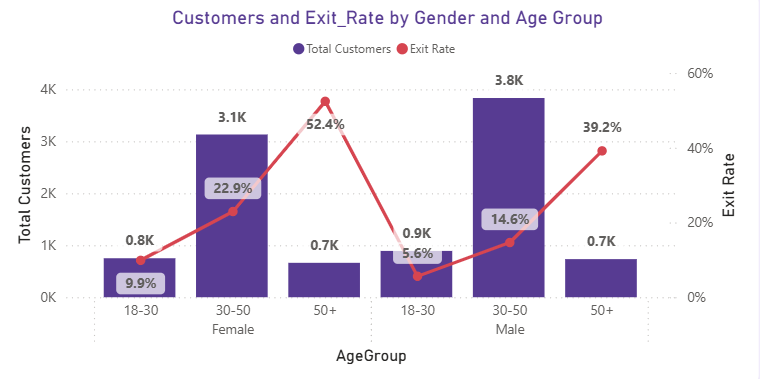 Customers and Exit_Rate by Gender and Age Group
Total Customers Exit Rate
60%
4K 3.8K
3.1K 52.4% 39.2%
3K 40%
22.9%
2K 14.6%
20%
1K 0.8K 0.7K 0.9K 0.7K
9.9% 5.6%
0K 0%
18-30 30-50 50+ 18-30 30-50 50+
Female Male
AgeGroup
Total Customers
Exit Rate